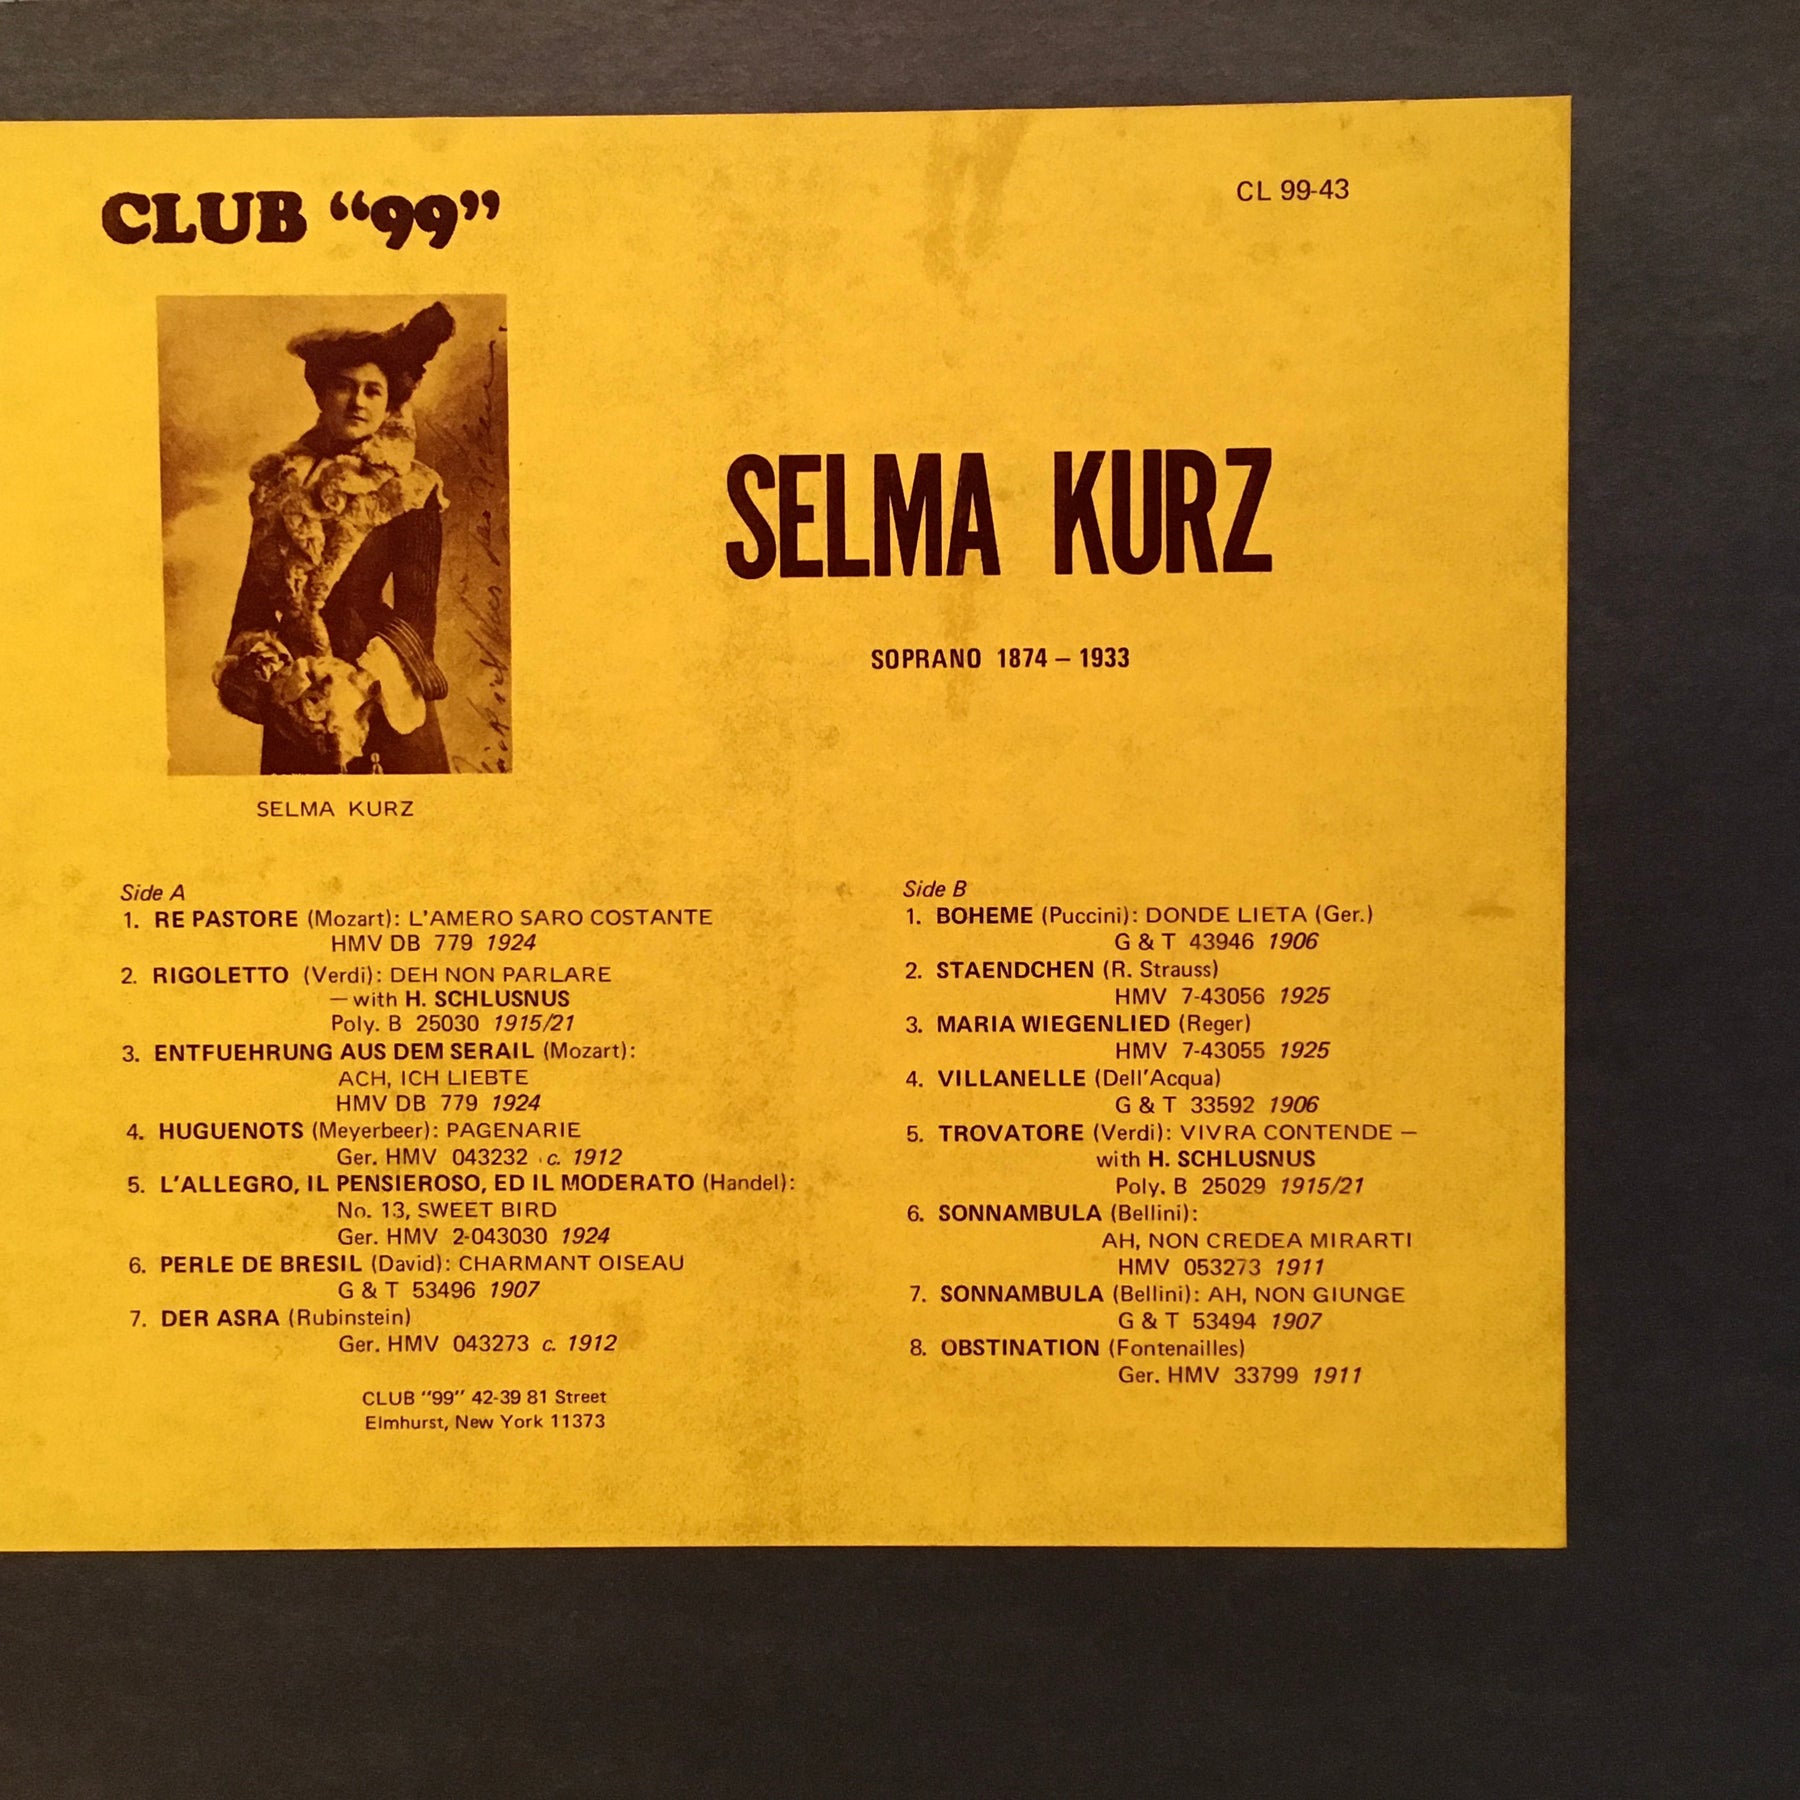 CLUB “99”
CL 99-43
SELMA KURZ
SOPRANO 1874 – 1933
SELMA KURZ
Side A
1. RE PASTORE (Mozart): L'AMERO SARO COSTANTE
HMV DB 779 1924
2. RIGOLETTO (Verdi): DEH NON PARLARE
— with H. SCHLUSNUS
Poly. B 25030 1915/21
3. ENTFUEHRUNG AUS DEM SERAIL (Mozart):
ACH, ICH LIEBTE
HMV DB 779 1924
4. HUGUENOTS (Meyerbeer): PAGENARIE
Ger. HMV 043232 c. 1912
5. L'ALLEGRO, IL PENSIEROSO, ED IL MODERATO (Handel):
No. 13, SWEET BIRD
Ger. HMV 2-043030 1924
6. PERLE DE BRESIL (David): CHARMANT OISEAU
G & T 53496 1907
7. DER ASRA (Rubinstein)
Ger. HMV 043273 c. 1912
CLUB "99" 42-39 81 Street
Elmhurst, New York 11373
Side B
1. BOHEME (Puccini): DONDE LIETA (Ger.)
G & T 43946 1906
2. STAENDCHEN (R. Strauss)
HMV 7-43056 1925
3. MARIA WIEGENLIED (Reger)
HMV 7-43055 1925
4. VILLANELLE (Dell'Acqua)
G & T 33592 1906
5. TROVATORE (Verdi): VIVRA CONTENDE —
with H. SCHLUSNUS
Poly. B 25029 1915/21
6. SONNAMBULA (Bellini):
AH, NON CREDEA MIRARTI
HMV 053273 1911
7. SONNAMBULA (Bellini): AH, NON GIUNGE
G & T 53494 1907
8. OBSTINATION (Fontenailles)
Ger. HMV 33799 1911